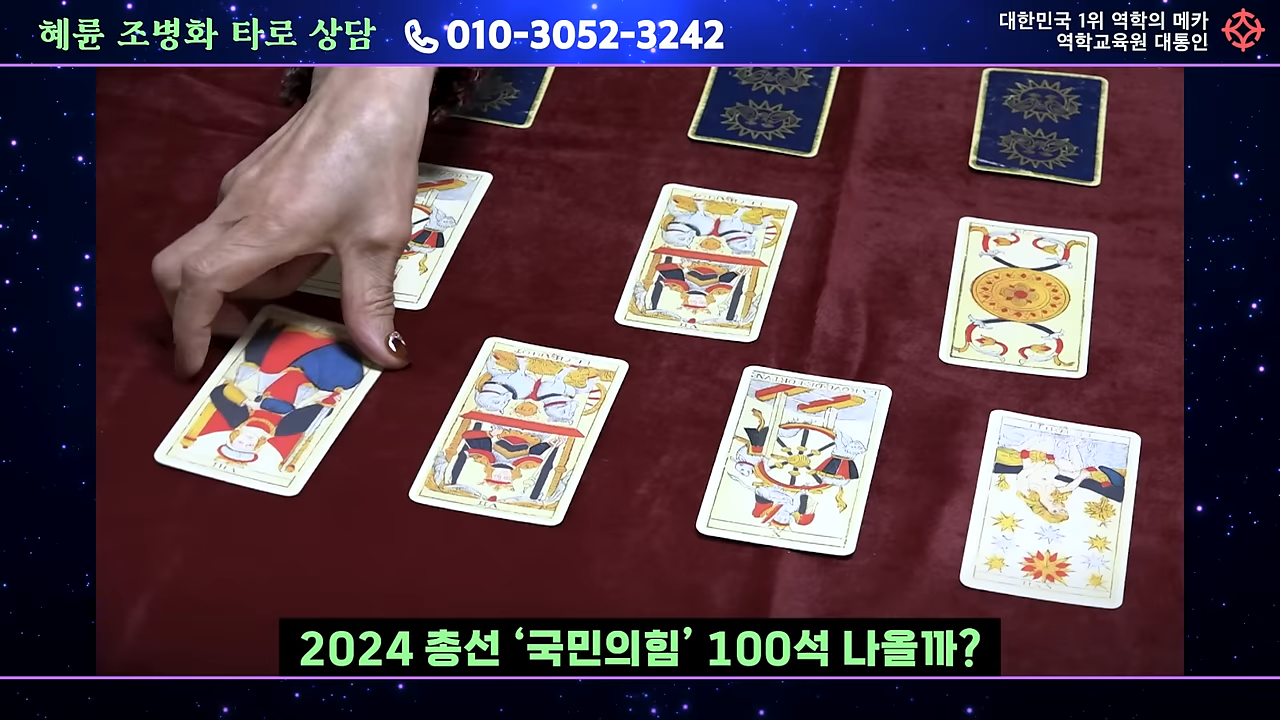 혜륜 조병화 타로 상담
010-3052-3242
대한민국 1위 역학의 메카
역학교육원 대통인
2024 총선 ‘국민의힘’ 100석 나올까?